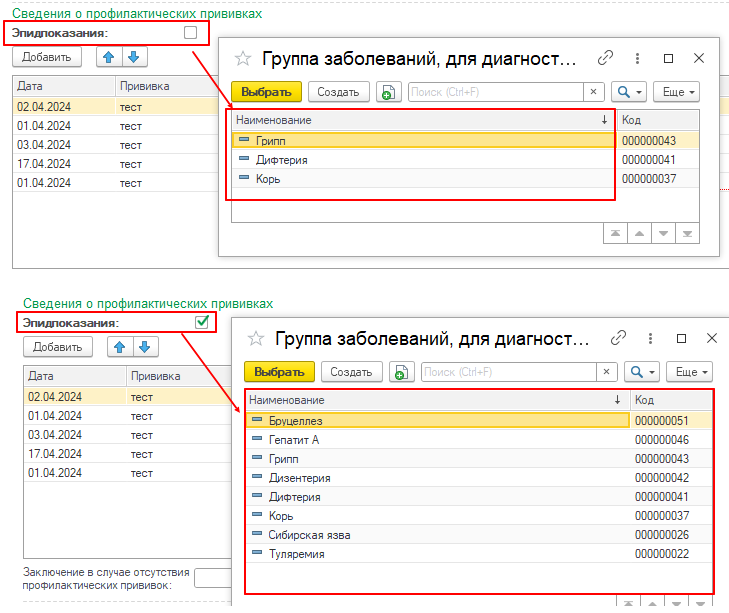 Сведения о профилактических прививках
Эпидпоказания:
Добавить
Дата Прививка
02.04.2024 тест
01.04.2024 тест
03.04.2024 тест
17.04.2024 тест
01.04.2024 тест
Группа заболеваний, для диагност...
Выбрать Создать Поиск (Ctrl+F) × Еще
Наименование ↓ Код
Грипп 000000043
Дифтерия 000000041
Корь 000000037
Сведения о профилактических прививках
Эпидпоказания:
Добавить
Дата Прививка
02.04.2024 тест
01.04.2024 тест
03.04.2024 тест
17.04.2024 тест
01.04.2024 тест
Заключение в случае отсутствия
профилактических прививок:
Группа заболеваний, для диагност...
Выбрать Создать Поиск (Ctrl+F) × Еще
Наименование ↓ Код
Бруцеллез 000000051
Гепатит А 000000046
Грипп 000000043
Дизентерия 000000042
Дифтерия 000000041
Корь 000000037
Сибирская язва 000000026
Туляремия 000000022